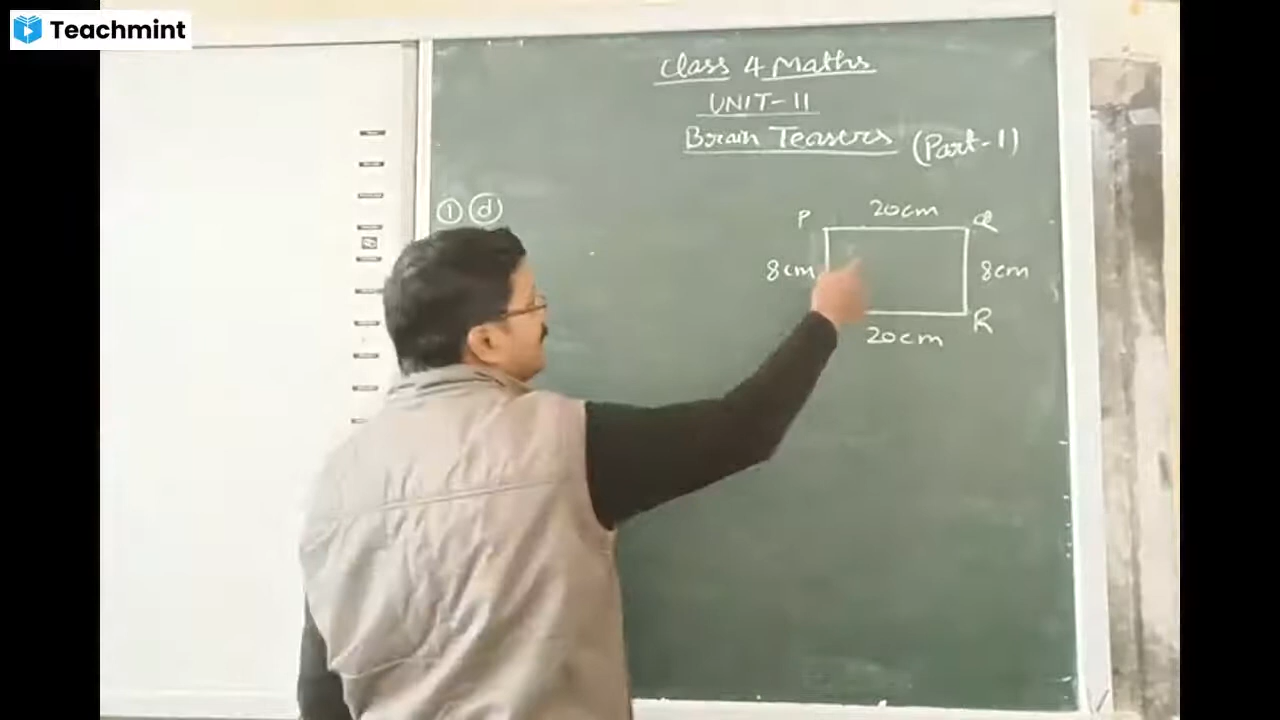 Teachmint
Class 4 Maths
UNIT-11
Brain Teasers (Part-1)
① ⓓ
P 20cm Q
8cm 8cm
R
20cm